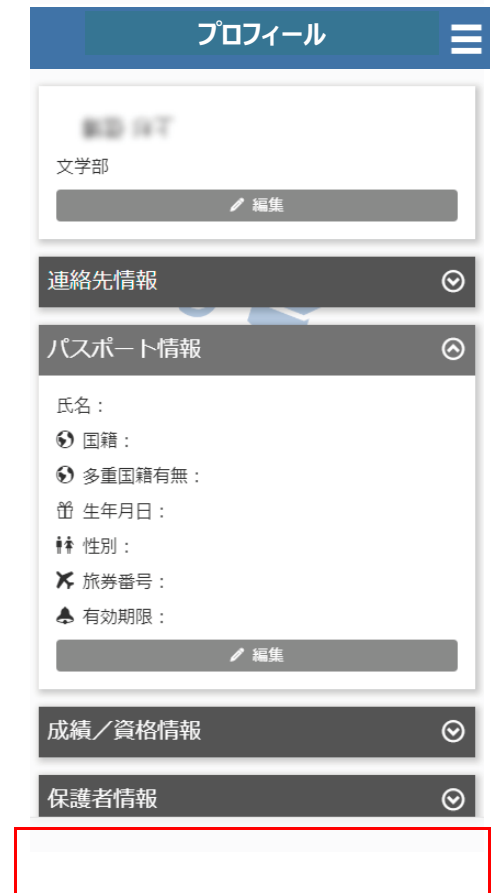 プロフィール
文学部
編集
連絡先情報
パスポート情報
氏名：
国籍：
多重国籍有無：
生年月日：
性別：
旅券番号：
有効期限：
編集
成績／資格情報
保護者情報